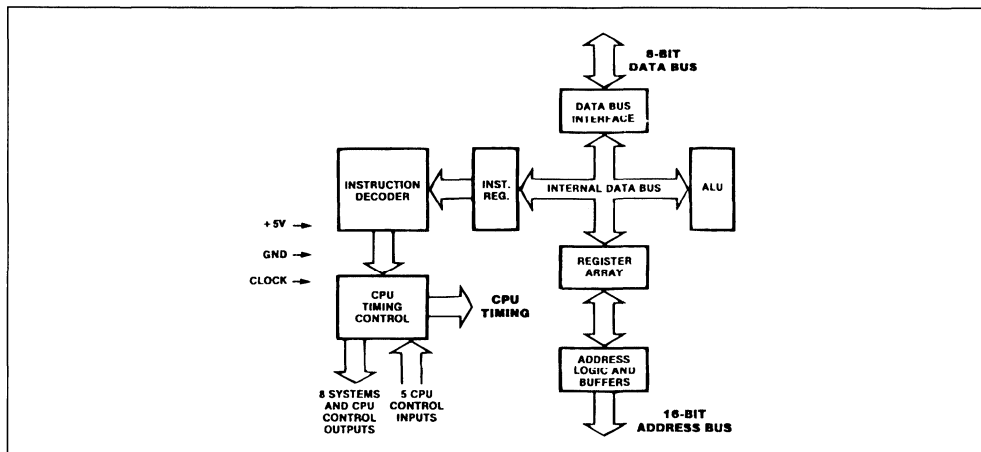 8-BIT
DATA BUS
DATA BUS
INTERFACE
INSTRUCTION
DECODER
INST.
REG.
INTERNAL DATA BUS
ALU
+5V
GND
CLOCK
REGISTER
ARRAY
CPU
TIMING
CONTROL
CPU
TIMING
ADDRESS
LOGIC AND
BUFFERS
8 SYSTEMS
AND CPU
CONTROL
OUTPUTS
5 CPU
CONTROL
INPUTS
16-BIT
ADDRESS BUS